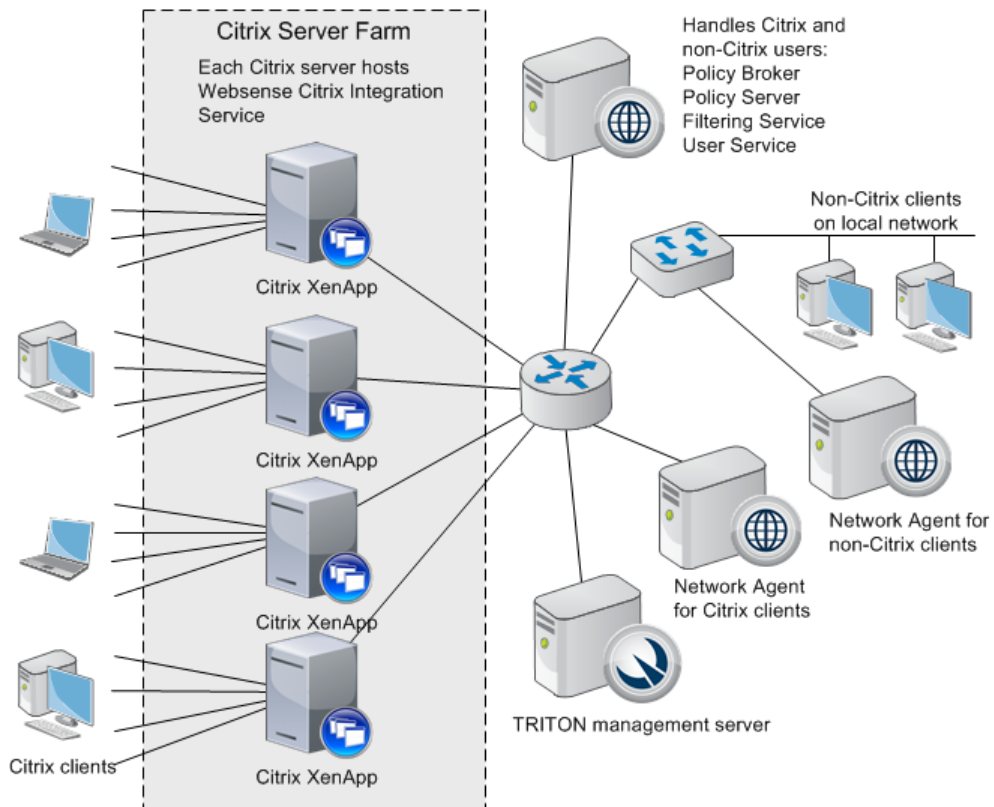 Citrix Server Farm
Each Citrix server hosts
Websense Citrix Integration
Service
Citrix XenApp
Citrix XenApp
Citrix XenApp
Citrix XenApp
Citrix clients
Handles Citrix and
non-Citrix users:
Policy Broker
Policy Server
Filtering Service
User Service
Non-Citrix clients
on local network
Network Agent for
non-Citrix clients
Network Agent
for Citrix clients
TRITON management server